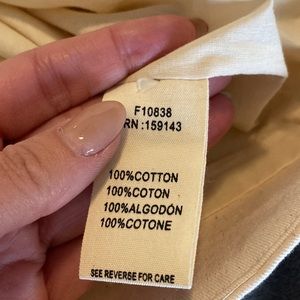 F10838
RN :159143
100%COTTON
100%COTON
100%ALGODÓN
100%COTONE
SEE REVERSE FOR CARE